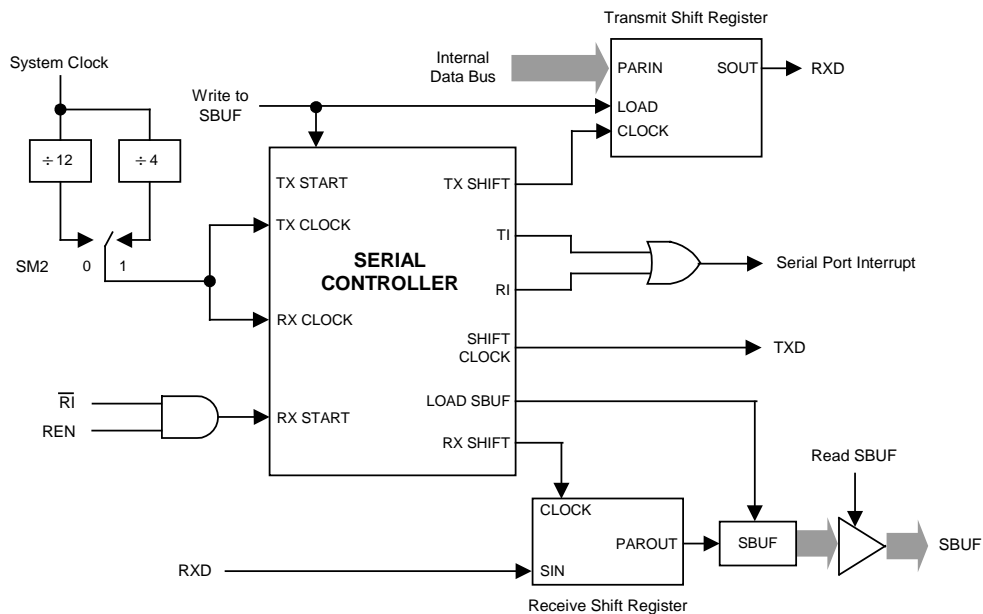 Transmit Shift Register
System Clock
Internal
Data Bus
PARIN
SOUT
RXD
Write to
SBUF
LOAD
CLOCK
÷ 12
÷ 4
TX START
TX SHIFT
TX CLOCK
TI
SM2
0
1
SERIAL
CONTROLLER
Serial Port Interrupt
RI
RX CLOCK
SHIFT
CLOCK
TXD
R̅I̅
REN
RX START
LOAD SBUF
RX SHIFT
Read SBUF
CLOCK
PAROUT
SBUF
SBUF
RXD
SIN
Receive Shift Register